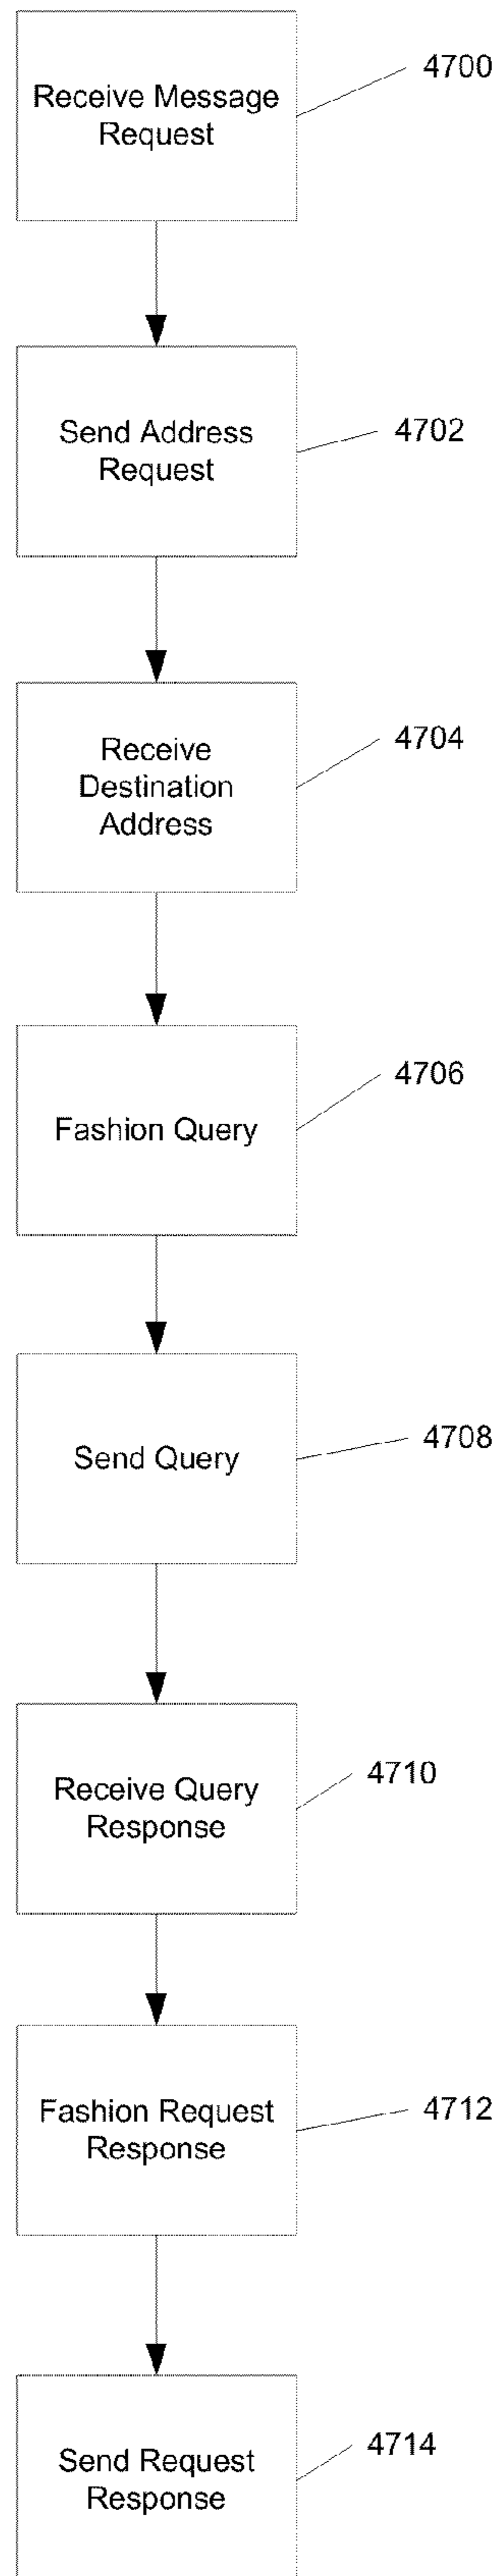 Receive Message
Request
4700
Send Address
Request
4702
Receive
Destination
Address
4704
Fashion Query
4706
Send Query
4708
Receive Query
Response
4710
Fashion Request
Response
4712
Send Request
Response
4714